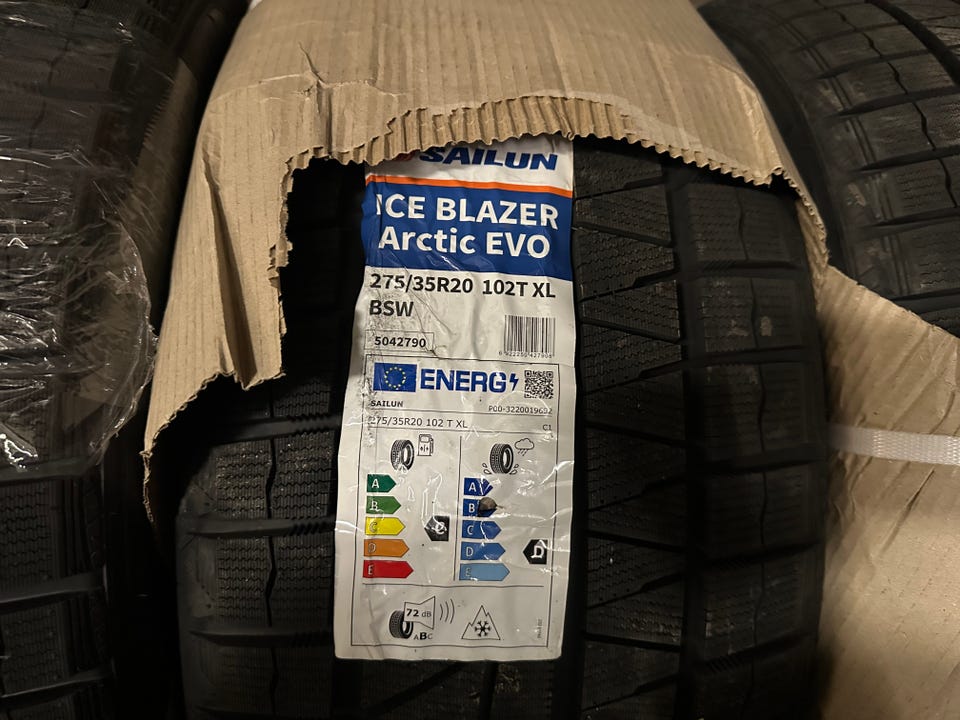 SAILUN
ICE BLAZER
Arctic EVO
275/35R20 102T XL
BSW
5042790
ENERG
SAILUN
275/35R20 102 T XL
C1
A
B
C
D
E
C
A
B
C
D
E
D
72 dB
ABC